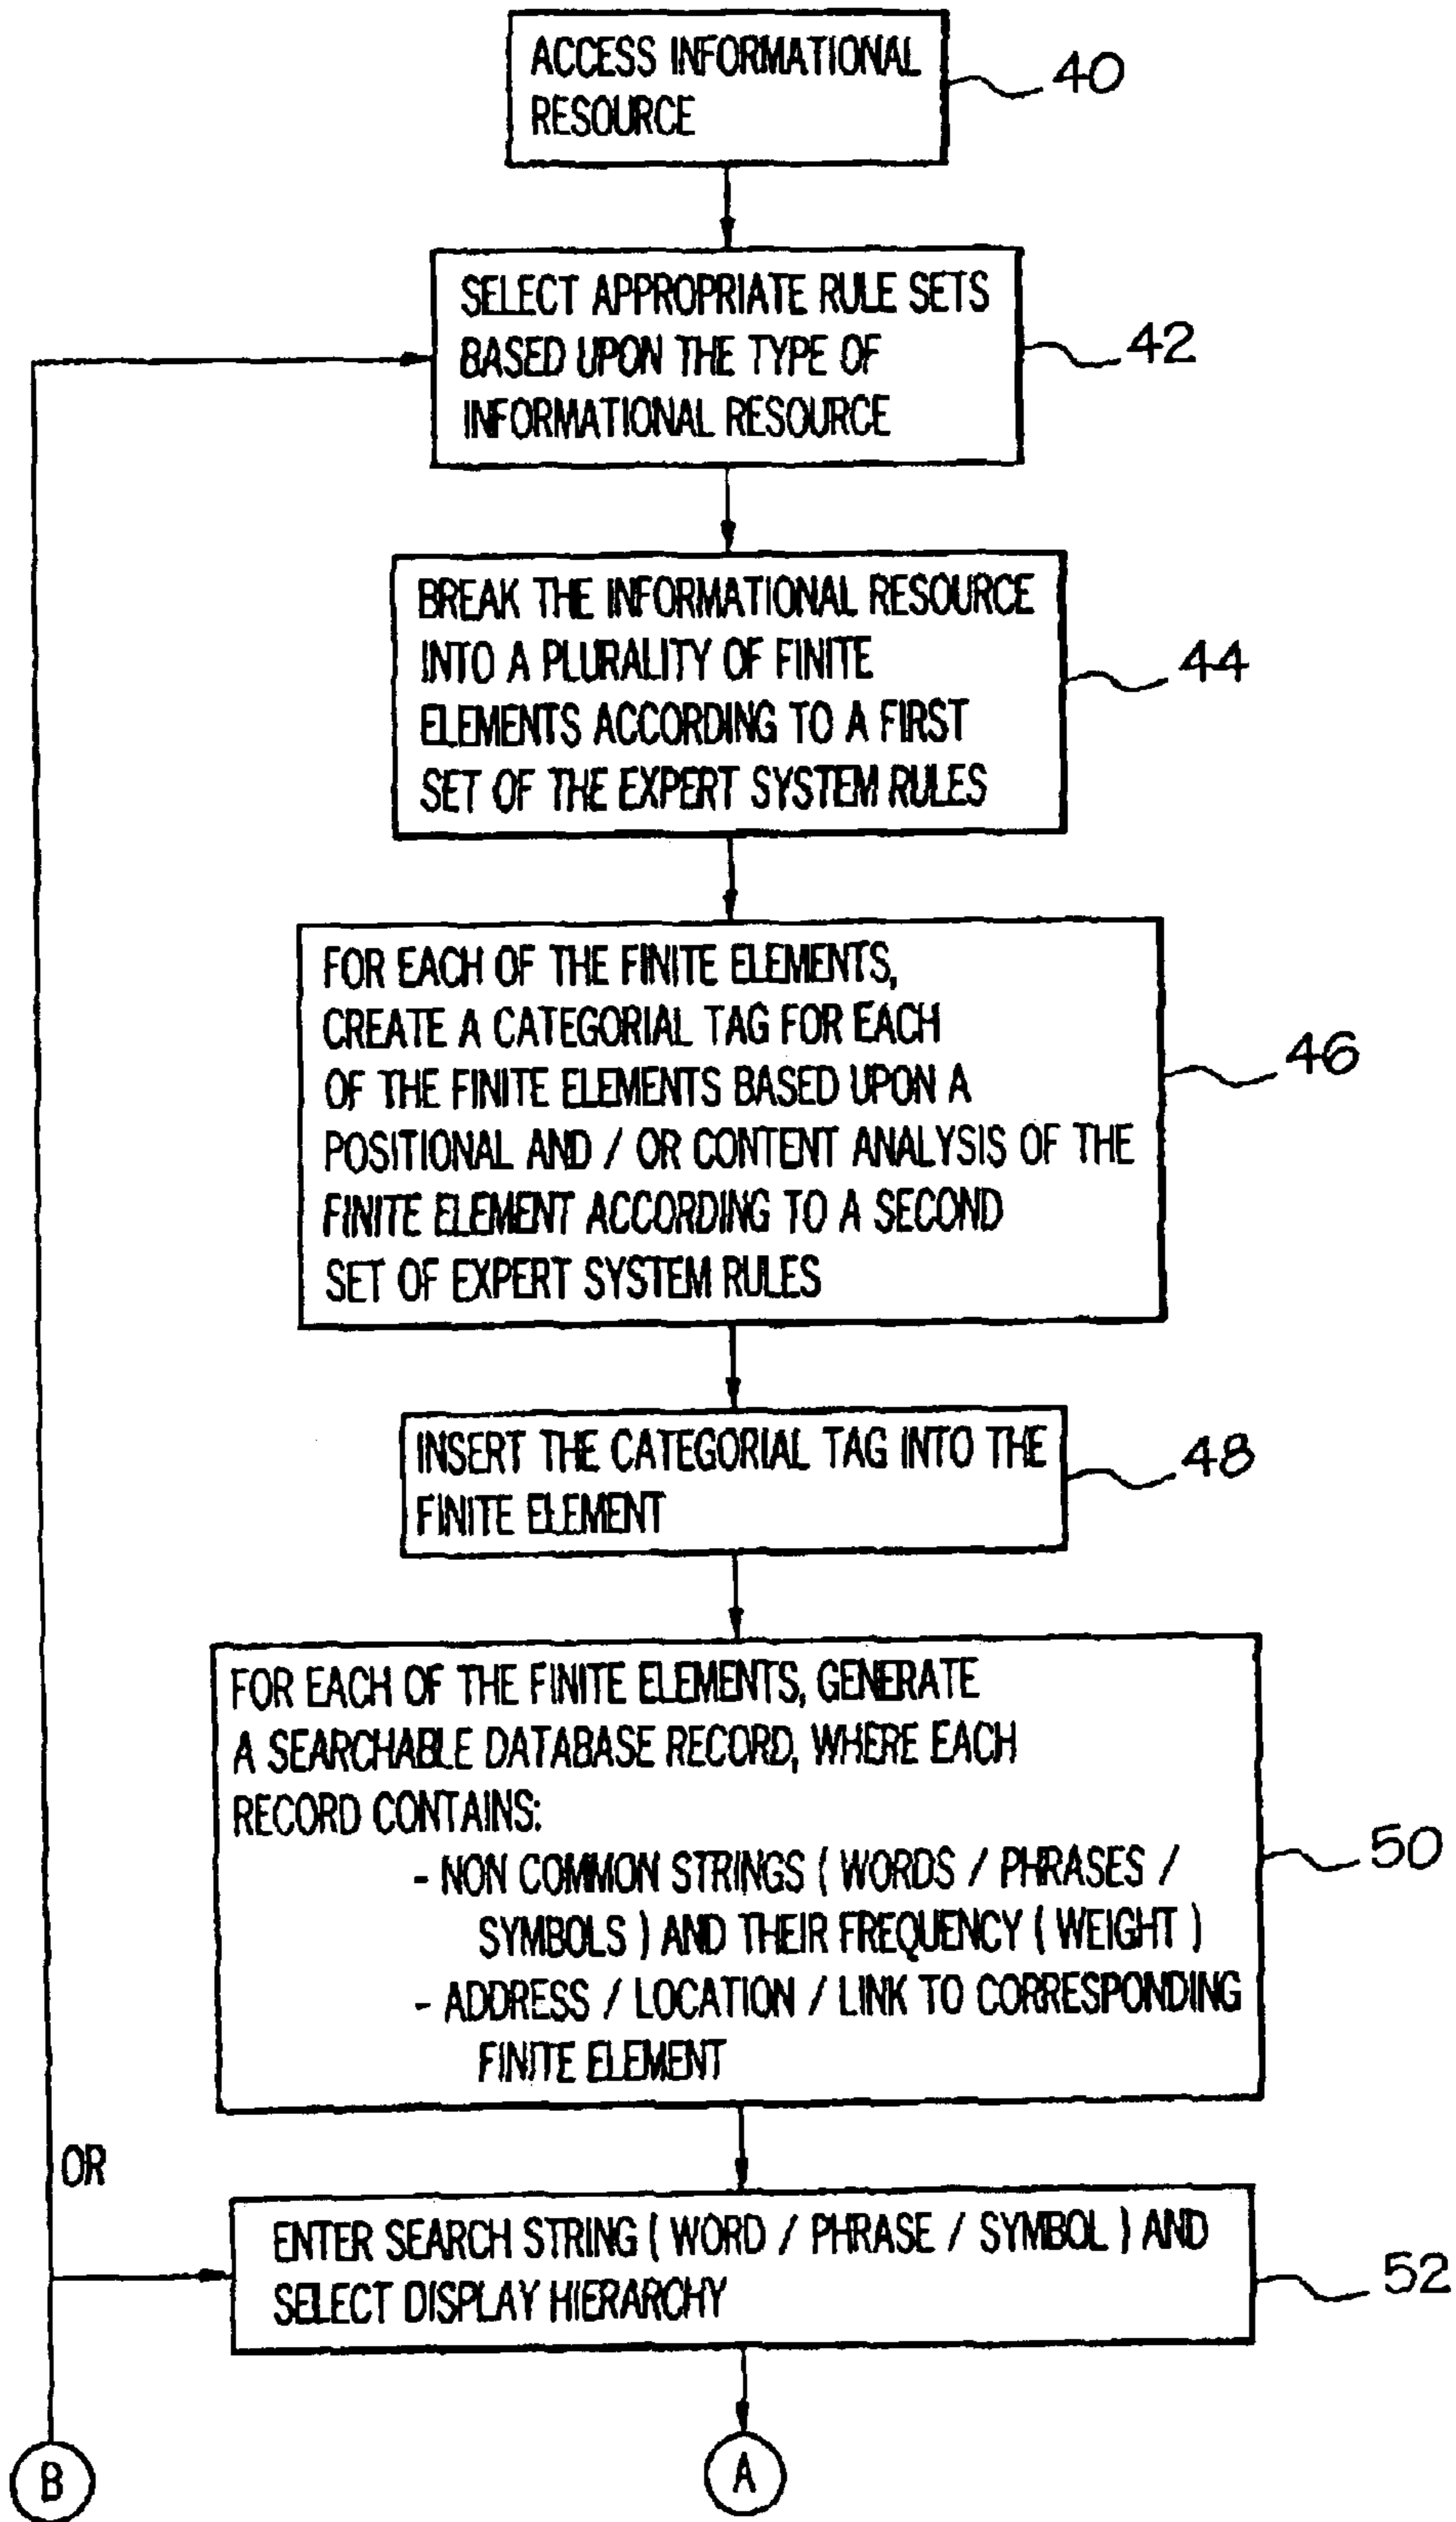 ACCESS INFORMATIONAL
RESOURCE
40
SELECT APPROPRIATE RULE SETS
BASED UPON THE TYPE OF
INFORMATIONAL RESOURCE
42
BREAK THE INFORMATIONAL RESOURCE
INTO A PLURALITY OF FINITE
ELEMENTS ACCORDING TO A FIRST
SET OF THE EXPERT SYSTEM RULES
44
FOR EACH OF THE FINITE ELEMENTS,
CREATE A CATEGORIAL TAG FOR EACH
OF THE FINITE ELEMENTS BASED UPON A
POSITIONAL AND / OR CONTENT ANALYSIS OF THE
FINITE ELEMENT ACCORDING TO A SECOND
SET OF EXPERT SYSTEM RULES
46
INSERT THE CATEGORIAL TAG INTO THE
FINITE ELEMENT
48
FOR EACH OF THE FINITE ELEMENTS, GENERATE
A SEARCHABLE DATABASE RECORD, WHERE EACH
RECORD CONTAINS:
- NON COMMON STRINGS ( WORDS / PHRASES /
SYMBOLS ) AND THEIR FREQUENCY ( WEIGHT )
- ADDRESS / LOCATION / LINK TO CORRESPONDING
FINITE ELEMENT
50
OR
ENTER SEARCH STRING ( WORD / PHRASE / SYMBOL ) AND
SELECT DISPLAY HIERARCHY
52
B
A